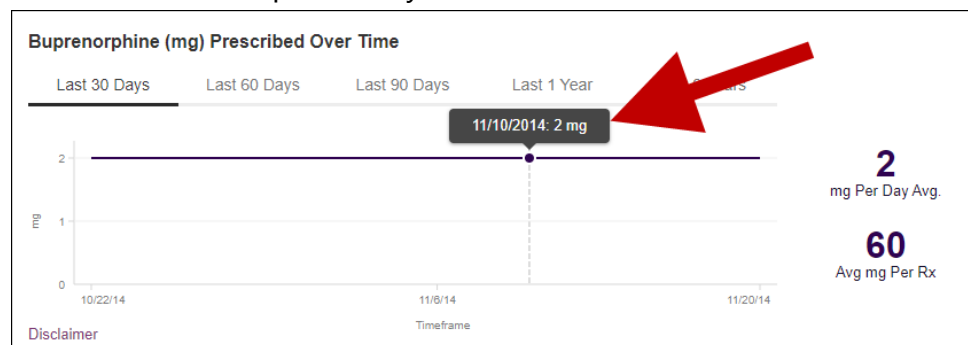 Buprenorphine (mg) Prescribed Over Time
Last 30 Days Last 60 Days Last 90 Days Last 1 Year
11/10/2014: 2 mg
2
1
0
mg
10/22/14 11/6/14 11/20/14
Timeframe
2
mg Per Day Avg.
60
Avg mg Per Rx
Disclaimer